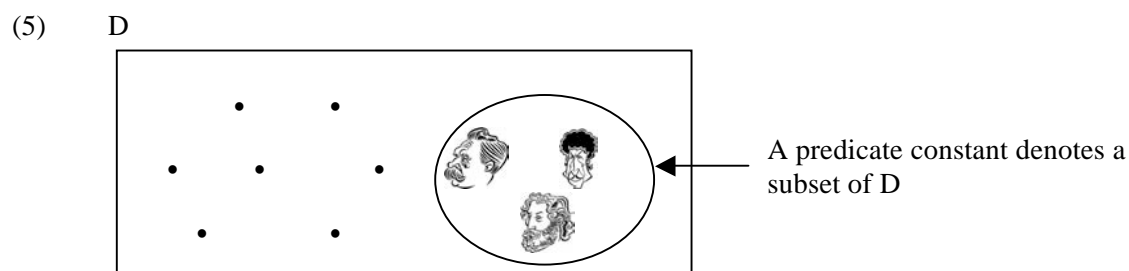 (5) D
A predicate constant denotes a
subset of D